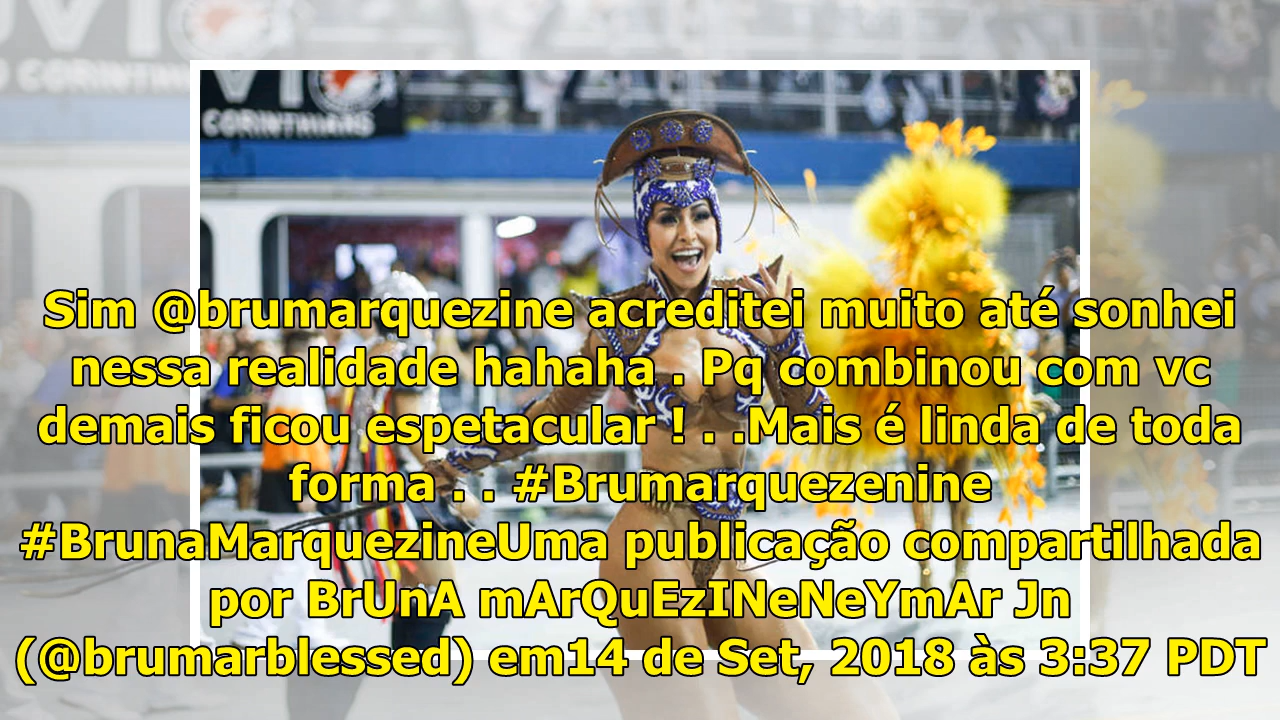 VI
CORINTHIANS
Sim @brumarquezine acreditei muito até sonhei
nessa realidade hahaha . Pq combinou com vc
demais ficou espetacular ! . .Mais é linda de toda
forma . . #Brumarquezenine
#BrunaMarquezineUma publicação compartilhada
por BrUnA mArQuEzINeNeYmAr Jn
(@brumarblessed) em14 de Set, 2018 às 3:37 PDT